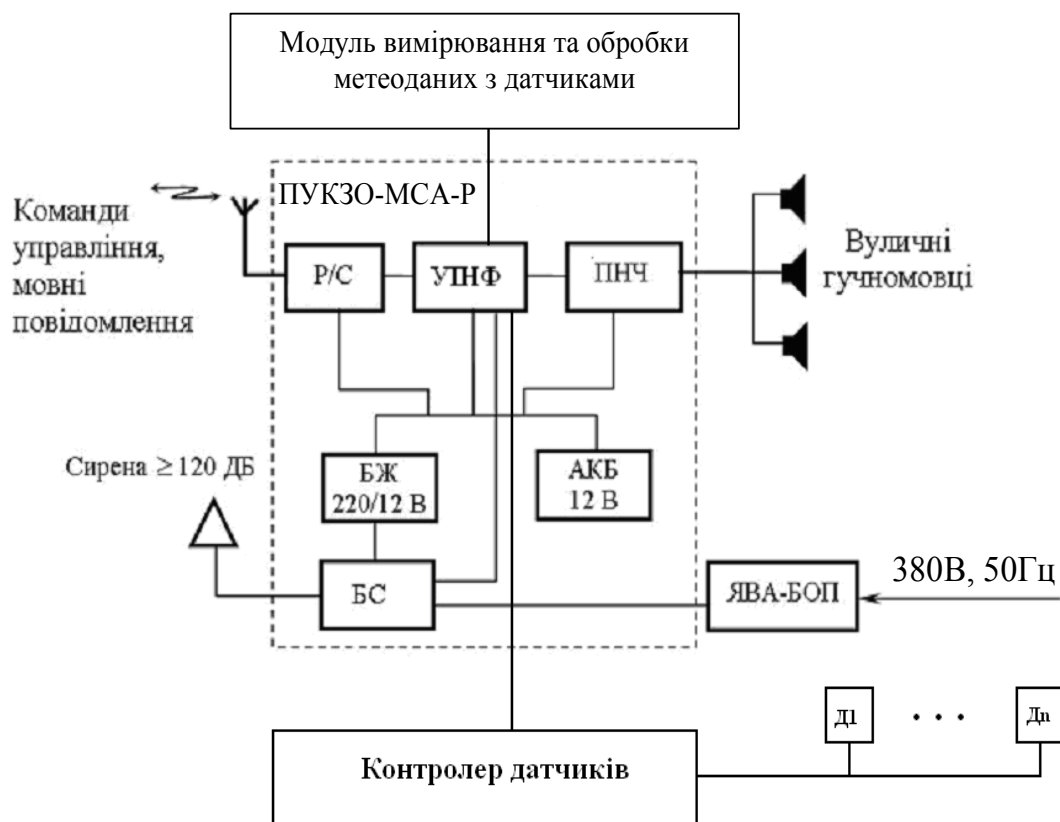 Модуль вимірювання та обробки
метеоданих з датчиками
ПУКЗО-МСА-Р
Команди
управління,
мовні
повідомлення
Р/С
УПНФ
ПНЧ
Вуличні
гучномовці
Сирена ≥ 120 ДБ
БЖ
220/12 В
АКБ
12 В
БС
ЯВА-БОП
380В, 50Гц
Д1
• • •
Дn
Контролер датчиків